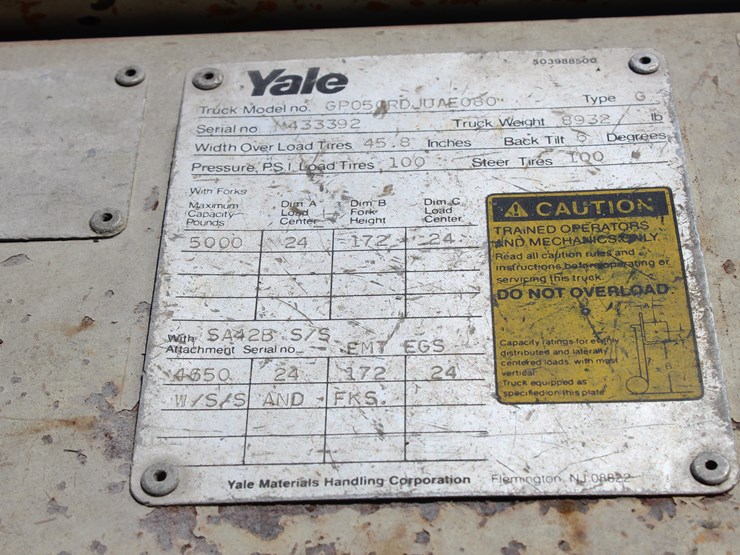 503988500
Yale
Truck Model no. GP050RDJUAE080 Type G
Serial no N433392 Truck Weight 8932 lb
Width Over Load Tires 45.8 Inches Back Tilt 6 Degrees
Pressure, P.S.I. Load Tires 100 Steer Tires 100
With Forks
Maximum Capacity Pounds Dim A Load Center Dim B Fork Height Dim C Load Center
5000 24 172 24
With SA42B S/S
Attachment Serial no EMT EGS
4650 24 172 24
W/S/S AND FKS.
Yale Materials Handling Corporation Flemington, NJ 08822
CAUTION
TRAINED OPERATORS
AND MECHANICS ONLY
Read all caution rules and
instructions before operating or
servicing this truck.
DO NOT OVERLOAD
A
B
Capacity ratings for evenly
distributed and laterally
centered loads, with mast
vertical
Truck equipped as
specified on this plate